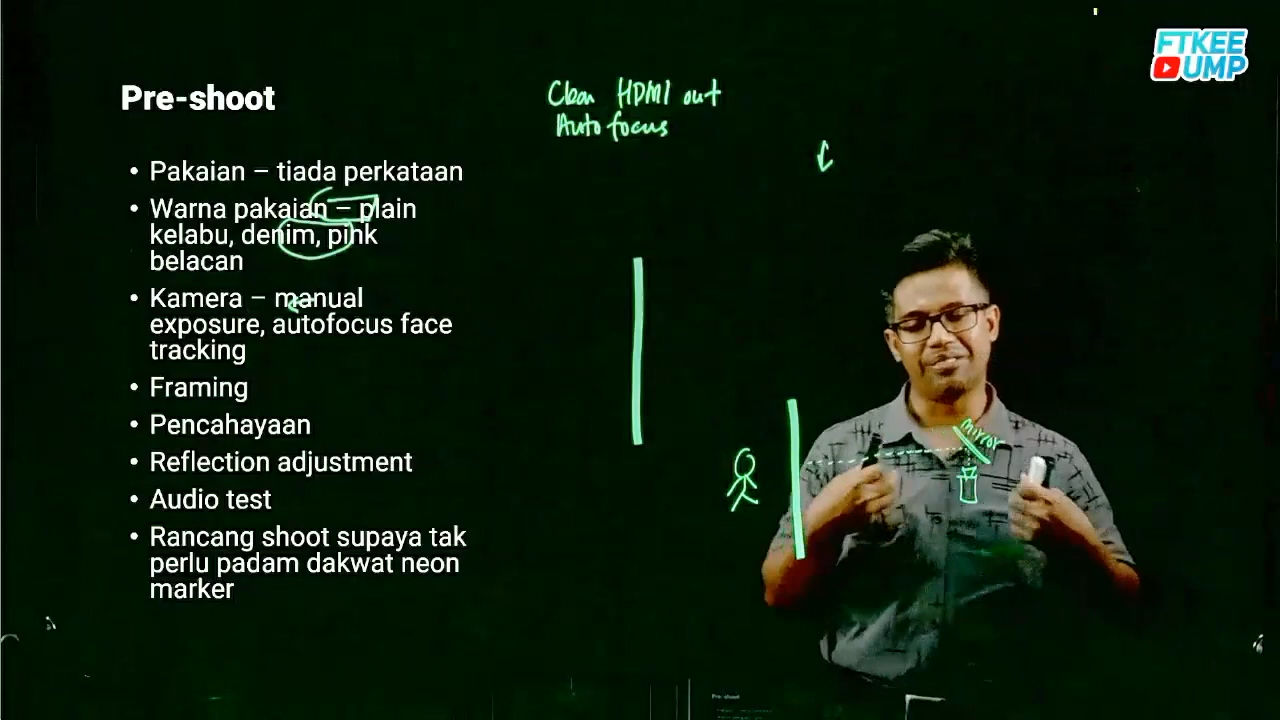 FTKEE
UMP
Pre-shoot
Clean HDMI out
Auto focus
• Pakaian – tiada perkataan
• Warna pakaian – plain
kelabu, denim, pink
belacan
• Kamera – manual
exposure, autofocus face
tracking
• Framing
• Pencahayaan
• Reflection adjustment
• Audio test
• Rancang shoot supaya tak
perlu padam dakwat neon
marker
mirror
Pre-shoot